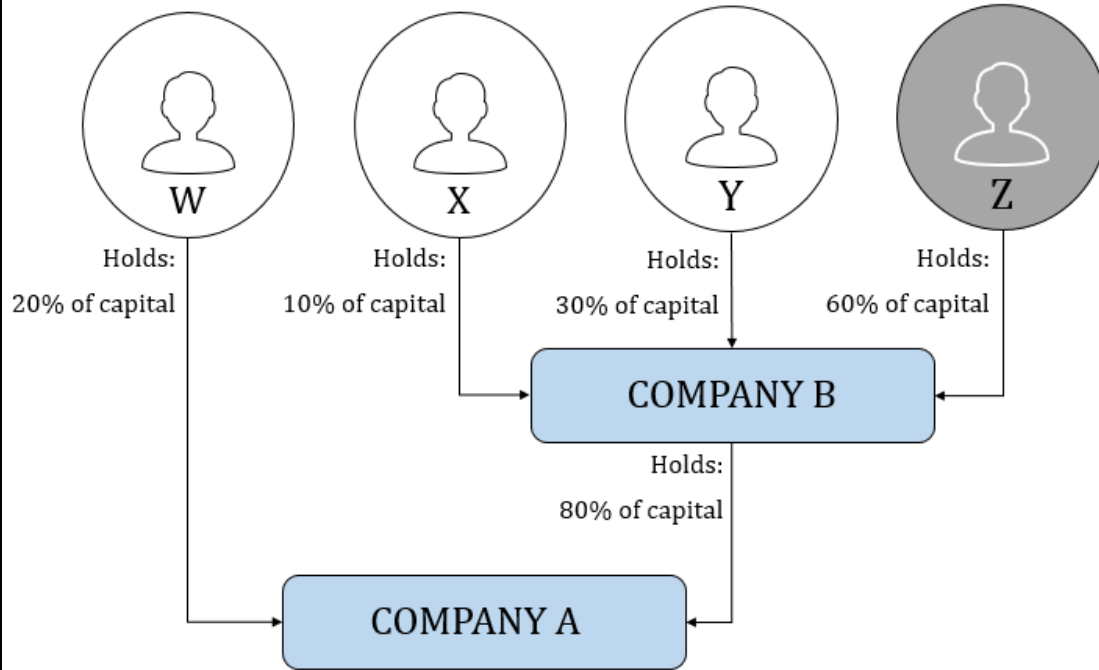 W
X
Y
Z
Holds:
20% of capital
Holds:
10% of capital
Holds:
30% of capital
Holds:
60% of capital
COMPANY B
Holds:
80% of capital
COMPANY A